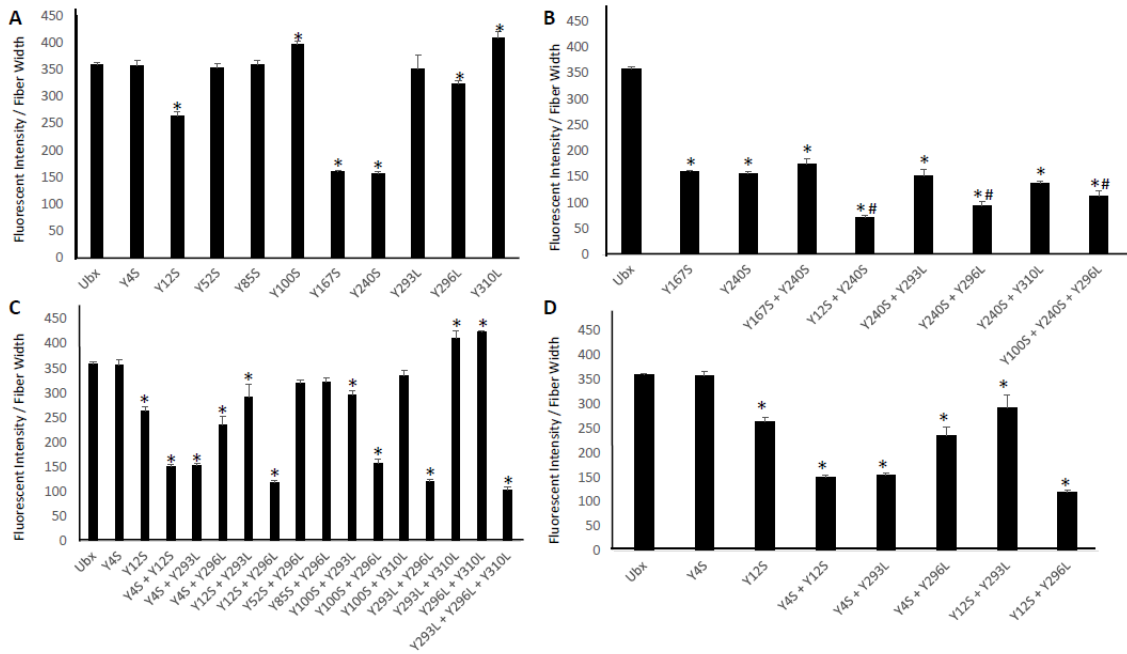 A
Fluorescent Intensity / Fiber Width
450
400
350
300
250
200
150
100
50
0
*
*
*
*
*
*
Ubx
Y4S
Y12S
Y52S
Y85S
Y100S
Y167S
Y240S
Y293L
Y296L
Y310L
B
Fluorescent Intensity / Fiber Width
450
400
350
300
250
200
150
100
50
0
*
*
*
*#
*
*#
*
*#
Ubx
Y167S
Y240S
Y167S + Y240S
Y12S + Y240S
Y240S + Y293L
Y240S + Y296L
Y240S + Y310L
Y100S + Y240S + Y296L
C
Fluorescent Intensity / Fiber Width
450
400
350
300
250
200
150
100
50
0
*
*
*
*
*
*
*
*
*
*
*
*
Ubx
Y4S
Y12S
Y4S + Y12S
Y4S + Y293L
Y4S + Y296L
Y12S + Y293L
Y12S + Y296L
Y52S + Y296L
Y85S + Y296L
Y100S + Y293L
Y100S + Y296L
Y100S + Y310L
Y293L + Y296L
Y293L + Y310L
Y296L + Y310L
Y293L + Y296L + Y310L
D
Fluorescent Intensity / Fiber Width
450
400
350
300
250
200
150
100
50
0
*
*
*
*
*
*
Ubx
Y4S
Y12S
Y4S + Y12S
Y4S + Y293L
Y4S + Y296L
Y12S + Y293L
Y12S + Y296L